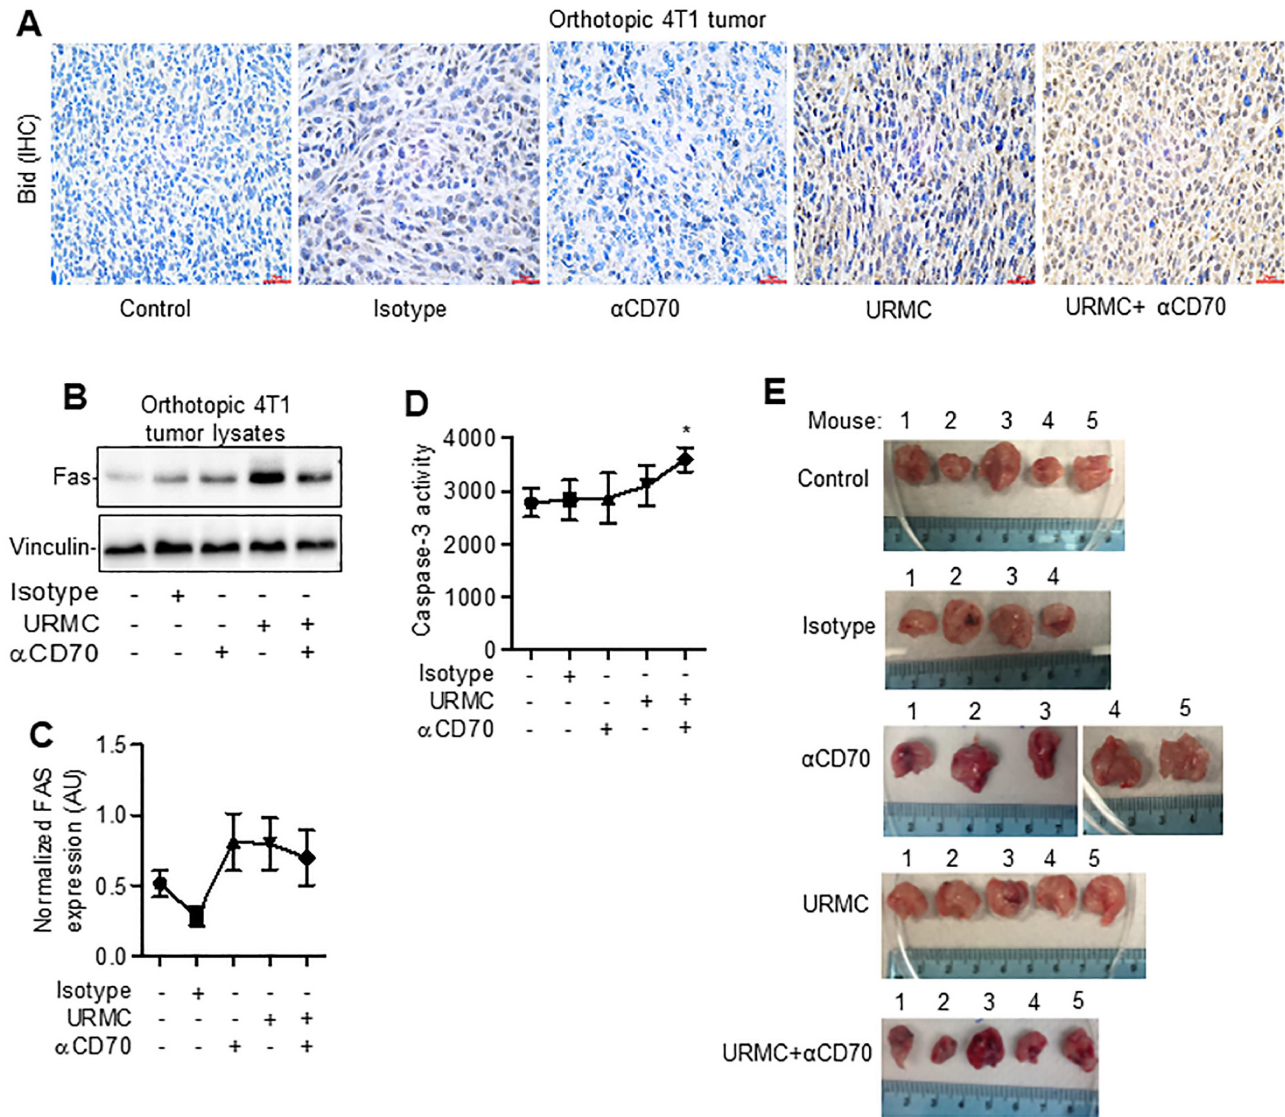 A
Orthotopic 4T1 tumor
Bid (IHC)
Control
Isotype
αCD70
URMC
URMC+ αCD70
B
Orthotopic 4T1
tumor lysates
Fas-
Vinculin-
Isotype - + - - -
URMC - - - + +
αCD70 - - + - +
C
Normalized FAS
expression (AU)
1.5
1.0
0.5
0.0
Isotype - + - - -
URMC - - - + +
αCD70 - - + - +
D
Caspase-3 activity
4000
3000
2000
1000
0
*
Isotype - + - - -
URMC - - - + +
αCD70 - - + - +
E
Mouse: 1 2 3 4 5
Control
1 2 3 4
Isotype
1 2 3 4 5
αCD70
1 2 3 4 5
URMC
1 2 3 4 5
URMC+αCD70